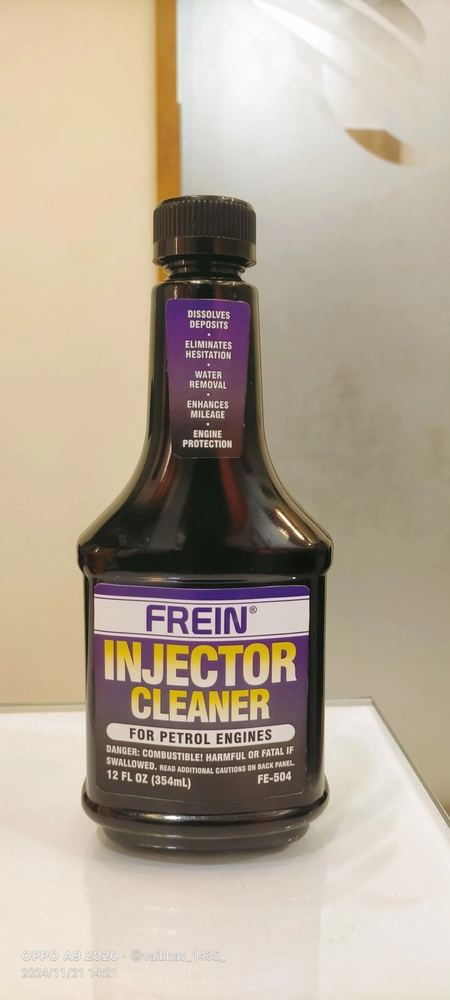 DISSOLVES
DEPOSITS
•
ELIMINATES
HESITATION
•
WATER
REMOVAL
•
ENHANCES
MILEAGE
•
ENGINE
PROTECTION
FREIN®
INJECTOR
CLEANER
FOR PETROL ENGINES
DANGER: COMBUSTIBLE! HARMFUL OR FATAL IF
SWALLOWED. READ ADDITIONAL CAUTIONS ON BACK PANEL.
12 FL OZ (354mL) FE-504
OPPO A9 2020 · @vaibhav_1435_
2024/11/21 14:21